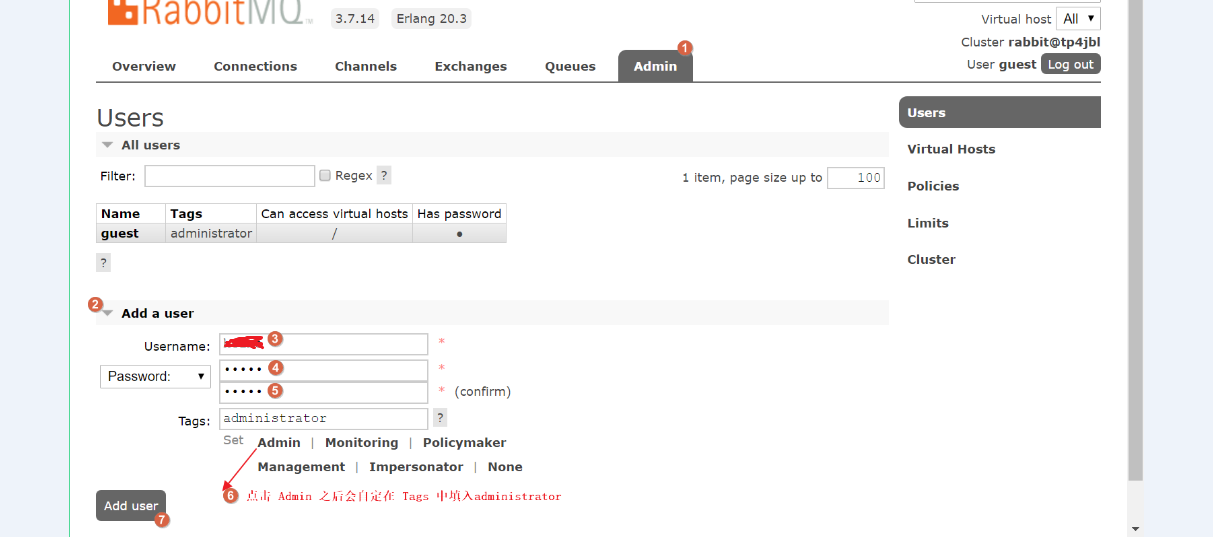 RabbitMQ TM 3.7.14 Erlang 20.3
Virtual host All
Cluster rabbit@tp4jbl
User guest Log out
Overview Connections Channels Exchanges Queues Admin 1
Users
All users
Filter: Regex ? 1 item, page size up to 100
Name Tags Can access virtual hosts Has password
guest administrator / ●
?
Users
Virtual Hosts
Policies
Limits
Cluster
2 Add a user
Username: 3 *
Password: ••••• 4 *
••••• 5 * (confirm)
Tags: administrator ?
Set Admin | Monitoring | Policymaker
Management | Impersonator | None
6 点击 Admin 之后会自定在 Tags 中填入administrator
Add user 7